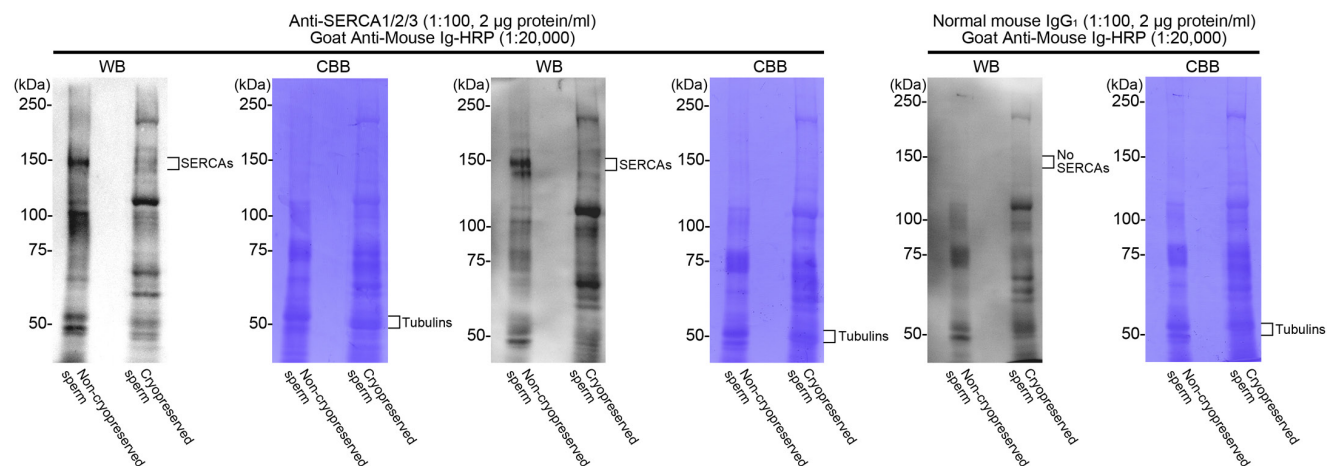 Anti-SERCA1/2/3 (1:100, 2 µg protein/ml)
Goat Anti-Mouse Ig-HRP (1:20,000)
Normal mouse IgG₁ (1:100, 2 µg protein/ml)
Goat Anti-Mouse Ig-HRP (1:20,000)
WB
(kDa)
250-
150-
100-
75-
50-
SERCAs
Non-cryopreserved
sperm
Cryopreserved
sperm
CBB
(kDa)
250-
150-
100-
75-
50-
Tubulins
Non-cryopreserved
sperm
Cryopreserved
sperm
WB
(kDa)
250-
150-
100-
75-
50-
SERCAs
Non-cryopreserved
sperm
Cryopreserved
sperm
CBB
(kDa)
250-
150-
100-
75-
50-
Tubulins
Non-cryopreserved
sperm
Cryopreserved
sperm
WB
(kDa)
250-
150-
100-
75-
50-
No
SERCAs
Non-cryopreserved
sperm
Cryopreserved
sperm
CBB
(kDa)
250-
150-
100-
75-
50-
Tubulins
Non-cryopreserved
sperm
Cryopreserved
sperm